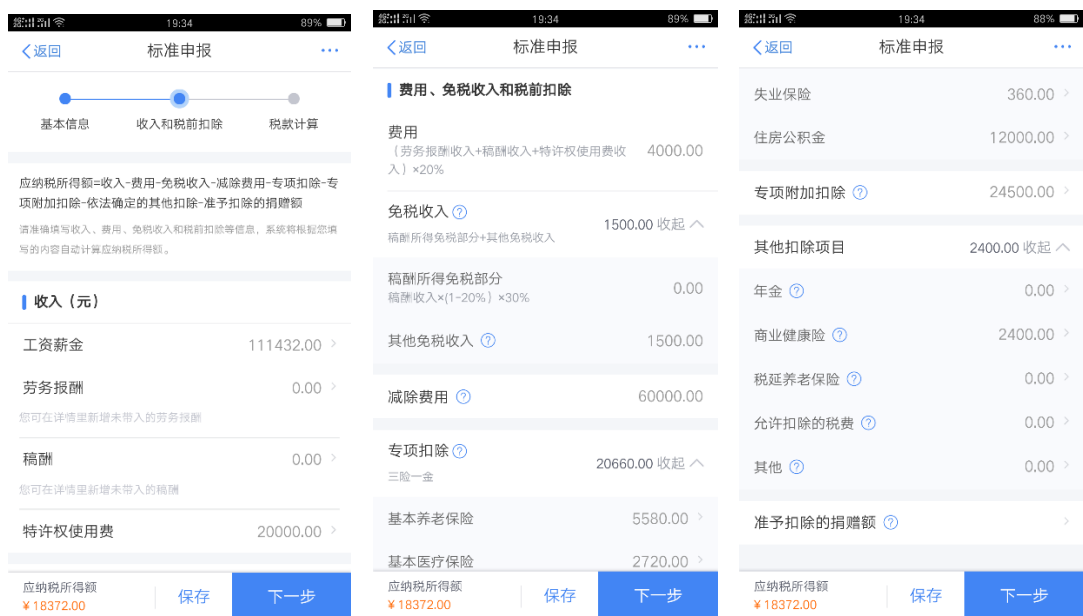 19:34
89%
返回
标准申报
基本信息
收入和税前扣除
税款计算
应纳税所得额=收入-费用-免税收入-减除费用-专项扣除-专
项附加扣除-依法确定的其他扣除-准予扣除的捐赠额
请准确填写收入、费用、免税收入和税前扣除等信息，系统将根据您填
写的内容自动计算应纳税所得额。
收入（元）
工资薪金 111432.00
劳务报酬 0.00
您可在详情里新增未带入的劳务报酬
稿酬 0.00
您可在详情里新增未带入的稿酬
特许权使用费 20000.00
应纳税所得额
¥18372.00
保存
下一步
19:34
89%
返回
标准申报
费用、免税收入和税前扣除
费用
（劳务报酬收入+稿酬收入+特许权使用费收
入）×20%
4000.00
免税收入
稿酬所得免税部分+其他免税收入
1500.00 收起
稿酬所得免税部分
稿酬收入×(1-20%）×30%
0.00
其他免税收入 1500.00
减除费用 60000.00
专项扣除
三险一金
20660.00 收起
基本养老保险 5580.00
基本医疗保险 2720.00
应纳税所得额
¥18372.00
保存
下一步
19:34
88%
返回
标准申报
失业保险 360.00
住房公积金 12000.00
专项附加扣除 24500.00
其他扣除项目 2400.00 收起
年金 0.00
商业健康险 2400.00
税延养老保险 0.00
允许扣除的税费 0.00
其他 0.00
准予扣除的捐赠额
应纳税所得额
¥18372.00
保存
下一步